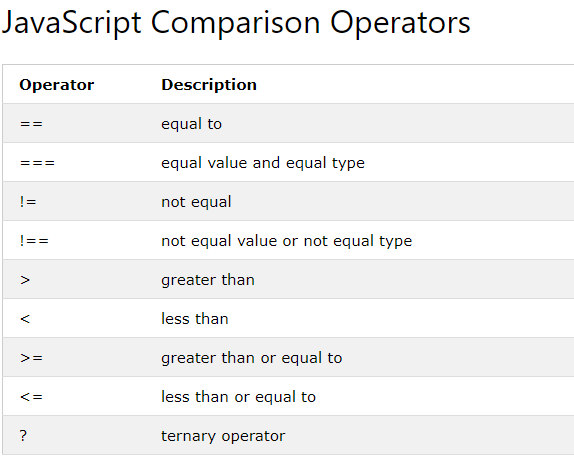 JavaScript Comparison Operators
Operator Description
== equal to
=== equal value and equal type
!= not equal
!== not equal value or not equal type
> greater than
< less than
>= greater than or equal to
<= less than or equal to
? ternary operator